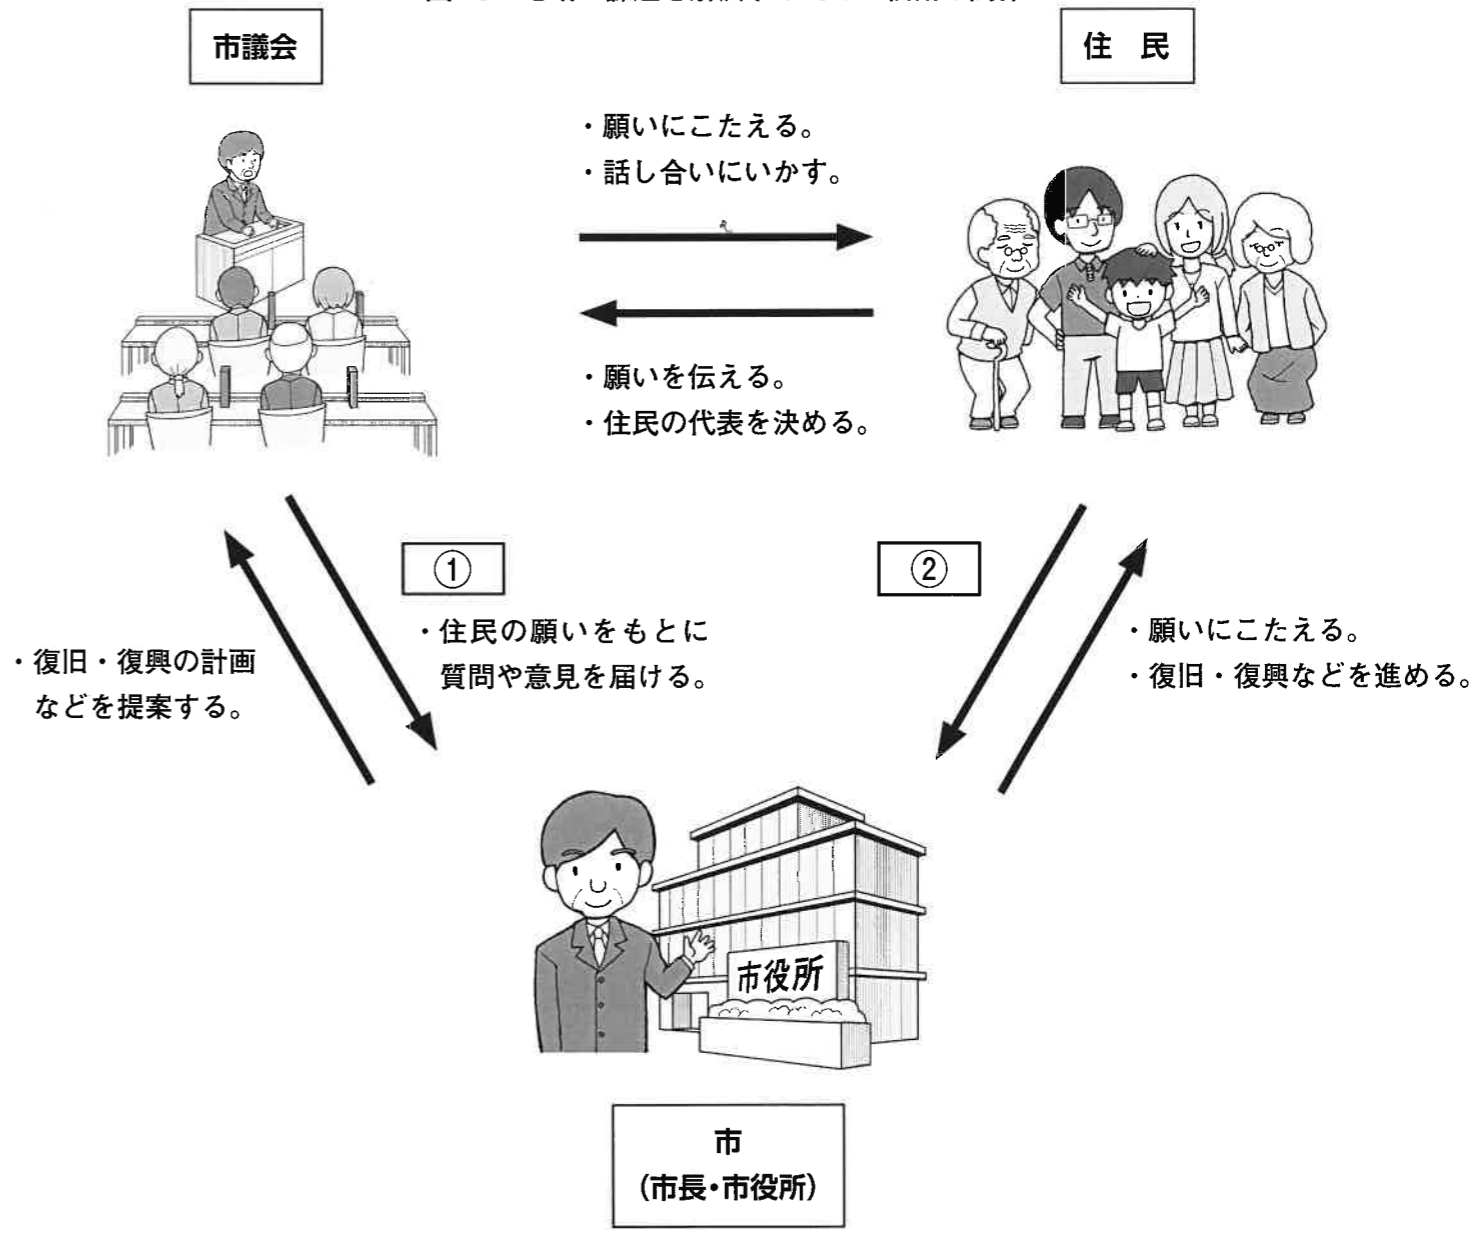 市議会
住 民
・願いにこたえる。
・話し合いにいかす。
・願いを伝える。
・住民の代表を決める。
①
・住民の願いをもとに
質問や意見を届ける。
②
・復旧・復興の計画
などを提案する。
・願いにこたえる。
・復旧・復興などを進める。
市役所
市
(市長・市役所)